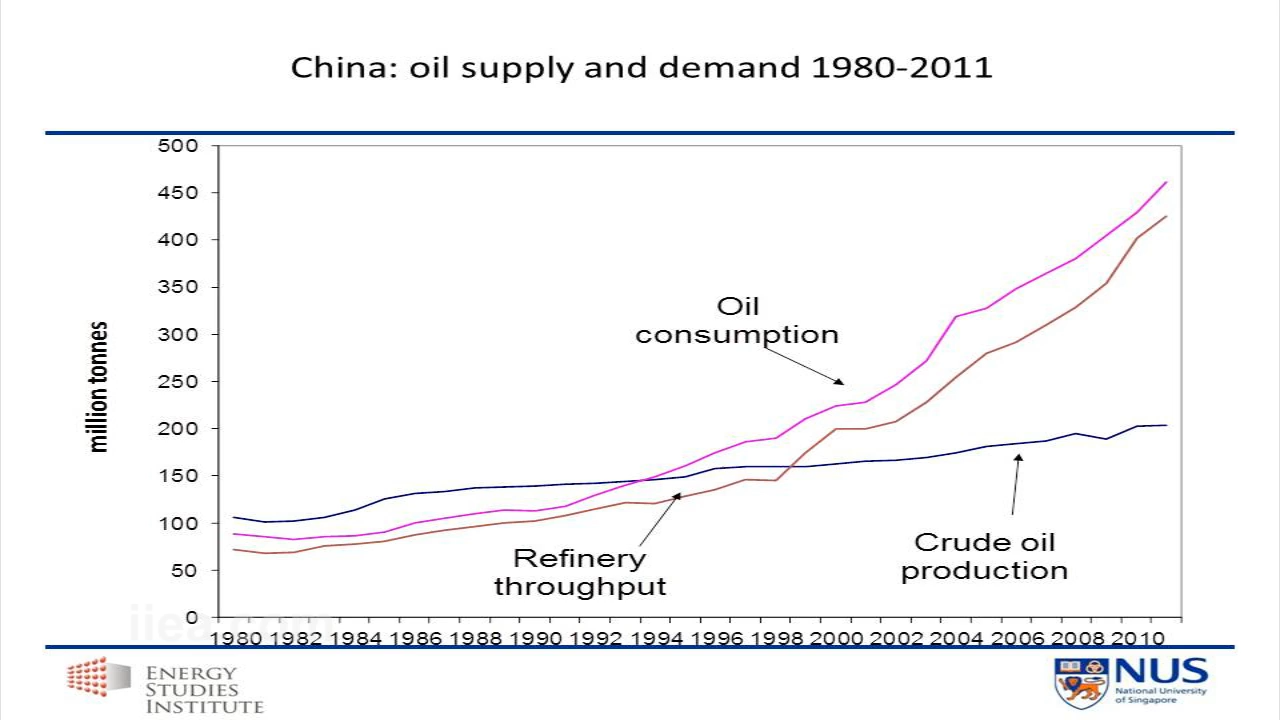 China: oil supply and demand 1980-2011
500
450
400
350
300
250
200
150
100
50
0
million tonnes
Oil
consumption
Refinery
throughput
Crude oil
production
iiea.com
1980 1982 1984 1986 1988 1990 1992 1994 1996 1998 2000 2002 2004 2006 2008 2010
ENERGY
STUDIES
INSTITUTE
NUS
National University
of Singapore